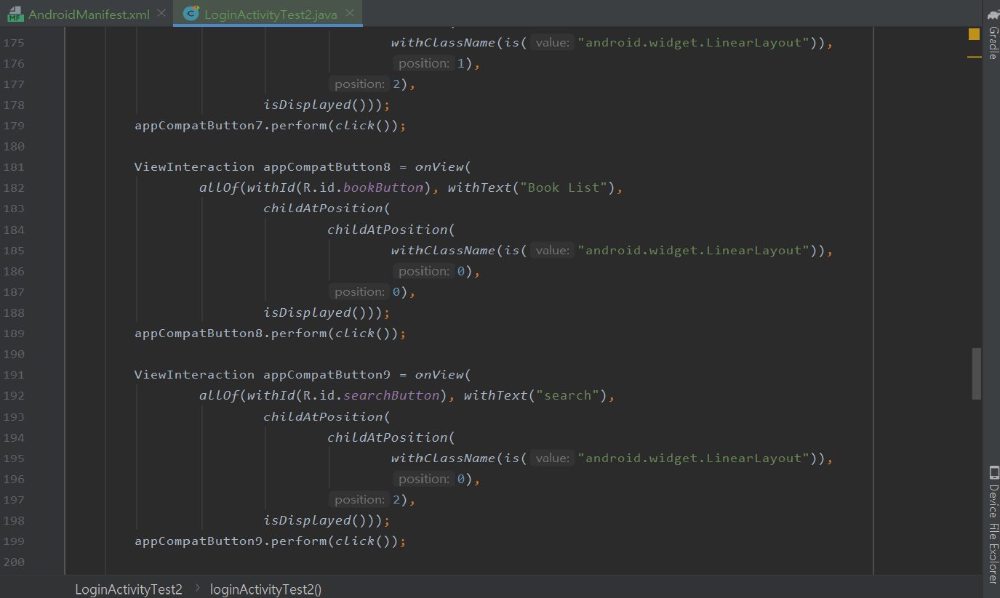 AndroidManifest.xml LoginActivityTest2.java
175 withClassName(is( value: "android.widget.LinearLayout")),
176 position: 1),
177 position: 2),
178 isDisplayed()));
179 appCompatButton7.perform(click());
180
181 ViewInteraction appCompatButton8 = onView(
182 allOf(withId(R.id.bookButton), withText("Book List"),
183 childAtPosition(
184 childAtPosition(
185 withClassName(is( value: "android.widget.LinearLayout")),
186 position: 0),
187 position: 0),
188 isDisplayed()));
189 appCompatButton8.perform(click());
190
191 ViewInteraction appCompatButton9 = onView(
192 allOf(withId(R.id.searchButton), withText("search"),
193 childAtPosition(
194 childAtPosition(
195 withClassName(is( value: "android.widget.LinearLayout")),
196 position: 0),
197 position: 2),
198 isDisplayed()));
199 appCompatButton9.perform(click());
200
LoginActivityTest2 › loginActivityTest2()
Gradle
Device File Explorer
MF
C